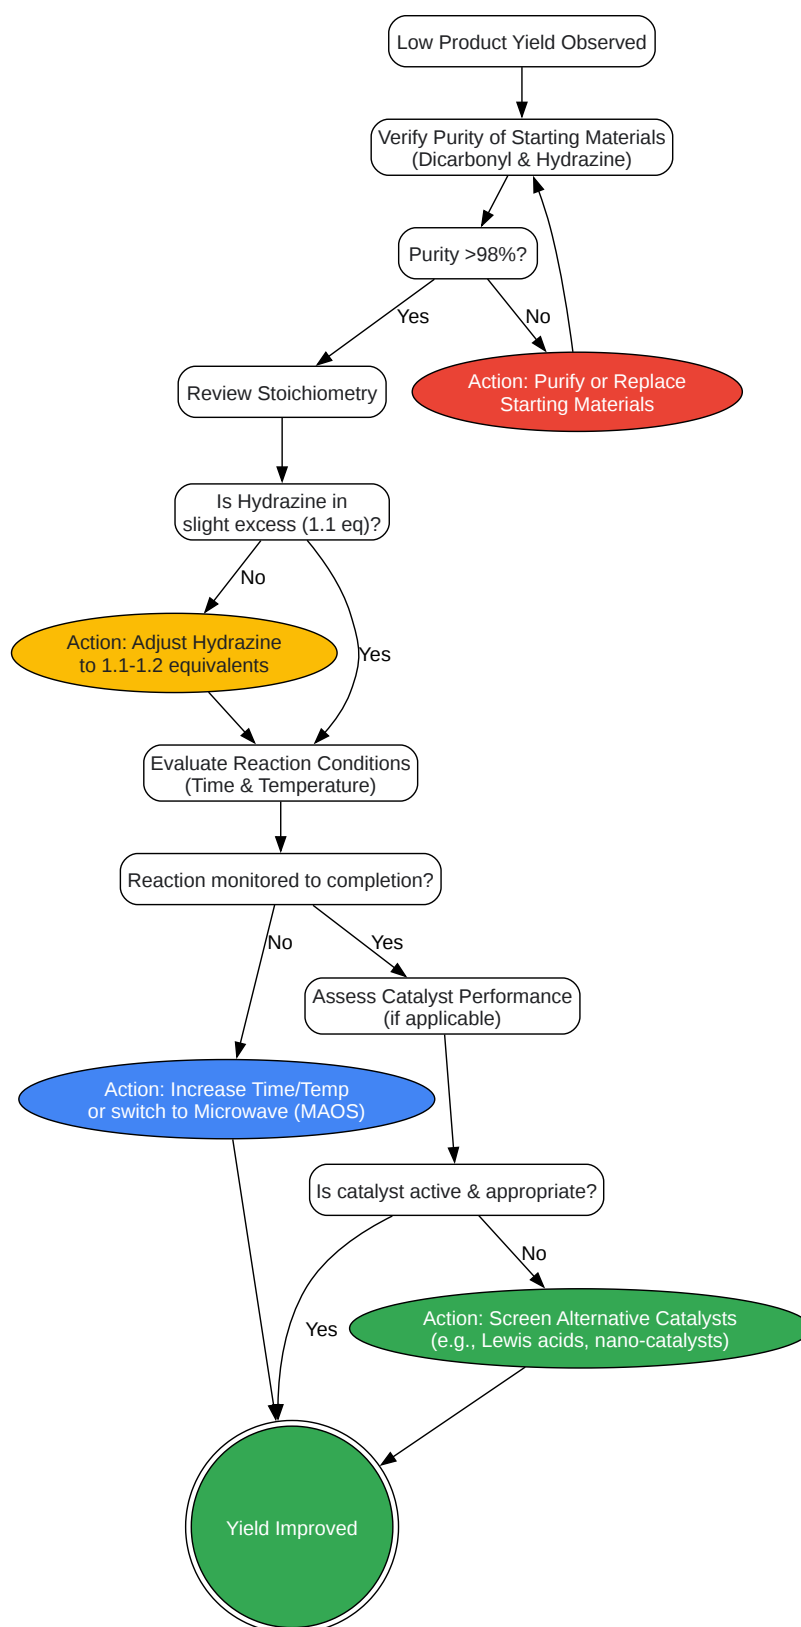 Low Product Yield Observed
Verify Purity of Starting Materials
(Dicarbonyl & Hydrazine)
Purity >98%?
Yes
No
Review Stoichiometry
Action: Purify or Replace
Starting Materials
Is Hydrazine in
slight excess (1.1 eq)?
No
Action: Adjust Hydrazine
to 1.1-1.2 equivalents
Yes
Evaluate Reaction Conditions
(Time & Temperature)
Reaction monitored to completion?
No
Yes
Assess Catalyst Performance
(if applicable)
Action: Increase Time/Temp
or switch to Microwave (MAOS)
Is catalyst active & appropriate?
No
Yes
Action: Screen Alternative Catalysts
(e.g., Lewis acids, nano-catalysts)
Yield Improved